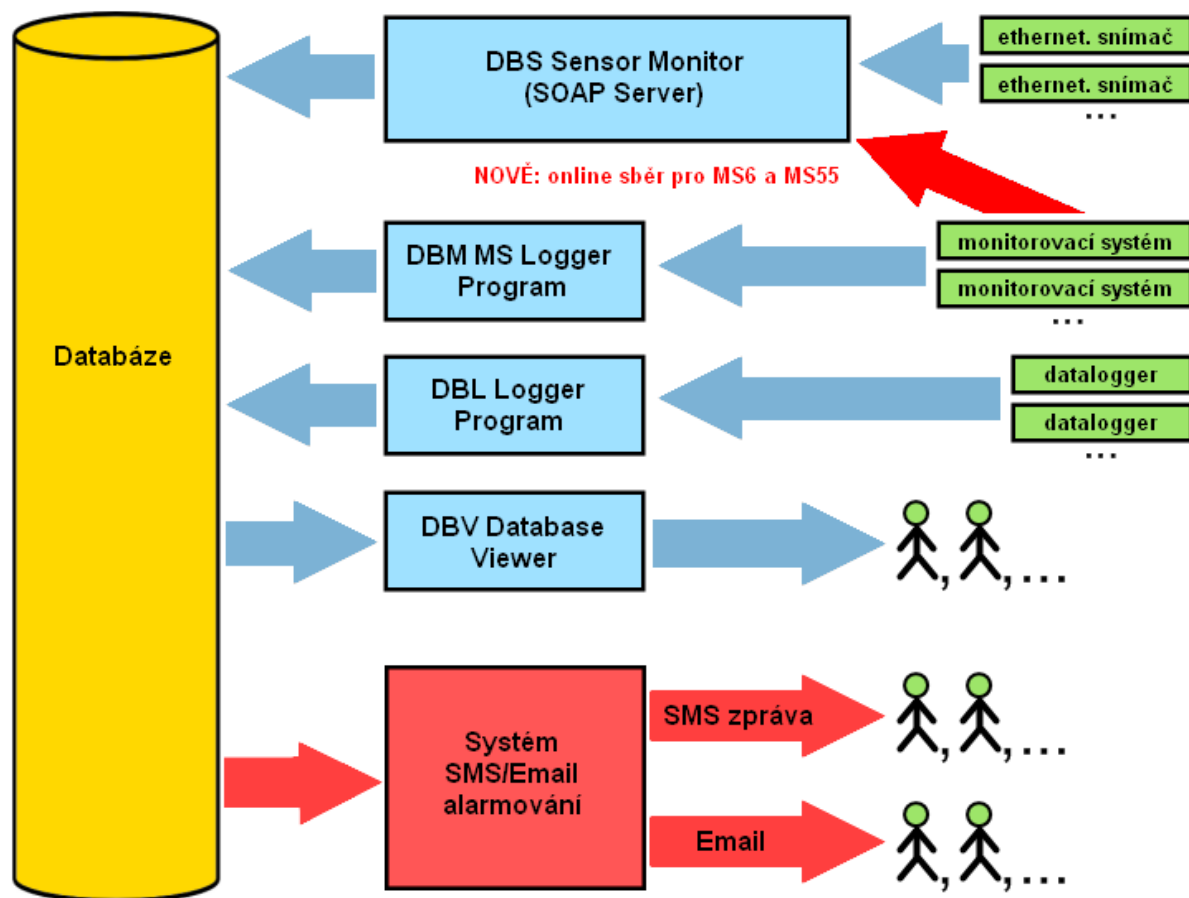 DBS Sensor Monitor
(SOAP Server)
ethernet. snímač
ethernet. snímač
...
NOVĚ: online sběr pro MS6 a MS55
DBM MS Logger
Program
monitorovací systém
monitorovací systém
...
Databáze
DBL Logger
Program
datalogger
datalogger
...
DBV Database
Viewer
, , ...
Systém
SMS/Email
alarmování
SMS zpráva
, , ...
Email
, , ...